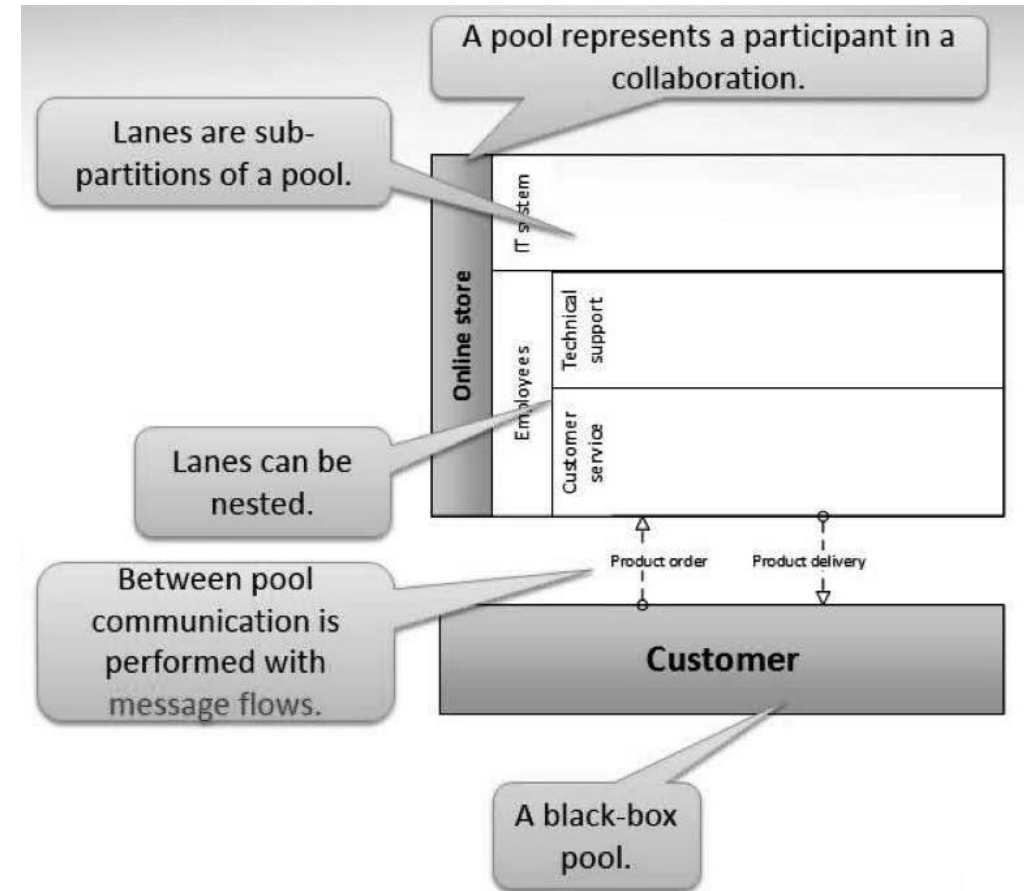 A pool represents a participant in a
collaboration.
Lanes are sub-
partitions of a pool.
IT system
Online store
Technical
support
Employees
Customer
service
Lanes can be
nested.
Product order
Product delivery
Between pool
communication is
performed with
message flows.
Customer
A black-box
pool.